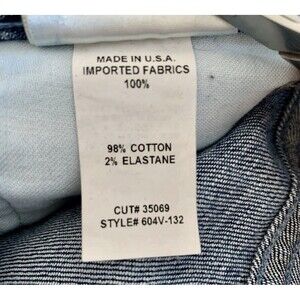 MADE IN U.S.A.
IMPORTED FABRICS
100%
98% COTTON
2% ELASTANE
CUT# 35069
STYLE# 604V-132